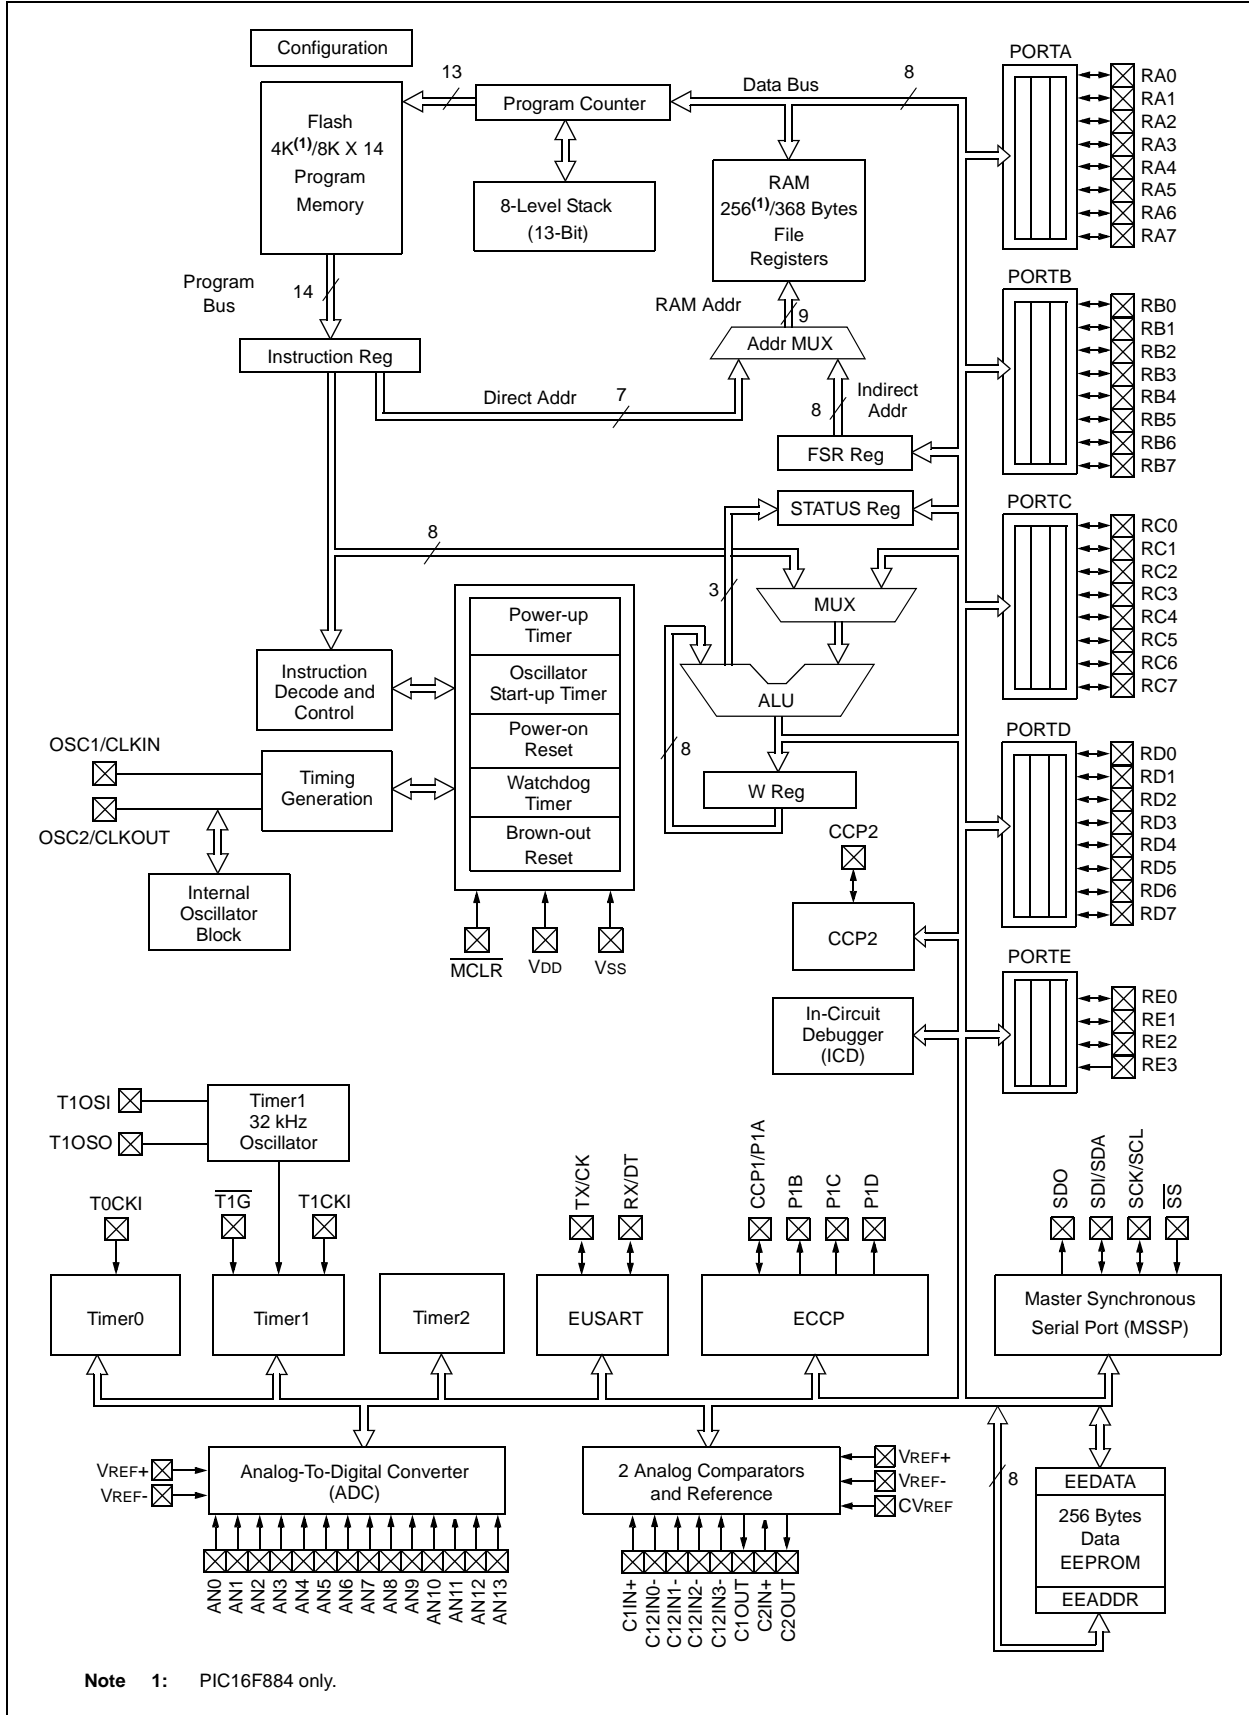 Configuration
Flash
4K(1)/8K X 14
Program
Memory
13
Program Counter
8-Level Stack
(13-Bit)
Data Bus
8
RAM
256(1)/368 Bytes
File
Registers
Program
Bus
14
RAM Addr
9
Addr MUX
Instruction Reg
Direct Addr
7
Indirect
Addr
8
FSR Reg
STATUS Reg
8
3
MUX
ALU
8
W Reg
Power-up
Timer
Oscillator
Start-up Timer
Power-on
Reset
Watchdog
Timer
Brown-out
Reset
Instruction
Decode and
Control
OSC1/CLKIN
Timing
Generation
OSC2/CLKOUT
Internal
Oscillator
Block
MCLR
VDD
VSS
CCP2
CCP2
In-Circuit
Debugger
(ICD)
PORTA
RA0
RA1
RA2
RA3
RA4
RA5
RA6
RA7
PORTB
RB0
RB1
RB2
RB3
RB4
RB5
RB6
RB7
PORTC
RC0
RC1
RC2
RC3
RC4
RC5
RC6
RC7
PORTD
RD0
RD1
RD2
RD3
RD4
RD5
RD6
RD7
PORTE
RE0
RE1
RE2
RE3
T1OSI
T1OSO
Timer1
32 kHz
Oscillator
T0CKI
T1G
T1CKI
TX/CK
RX/DT
CCP1/P1A
P1B
P1C
P1D
SDO
SDI/SDA
SCK/SCL
SS
Timer0
Timer1
Timer2
EUSART
ECCP
Master Synchronous
Serial Port (MSSP)
VREF+
VREF-
Analog-To-Digital Converter
(ADC)
AN0
AN1
AN2
AN3
AN4
AN5
AN6
AN7
AN8
AN9
AN10
AN11
AN12
AN13
2 Analog Comparators
and Reference
VREF+
VREF-
CVREF
C1IN+
C12IN0-
C12IN1-
C12IN2-
C12IN3-
C1OUT
C2IN+
C2OUT
8
EEDATA
256 Bytes
Data
EEPROM
EEADDR
Note 1: PIC16F884 only.